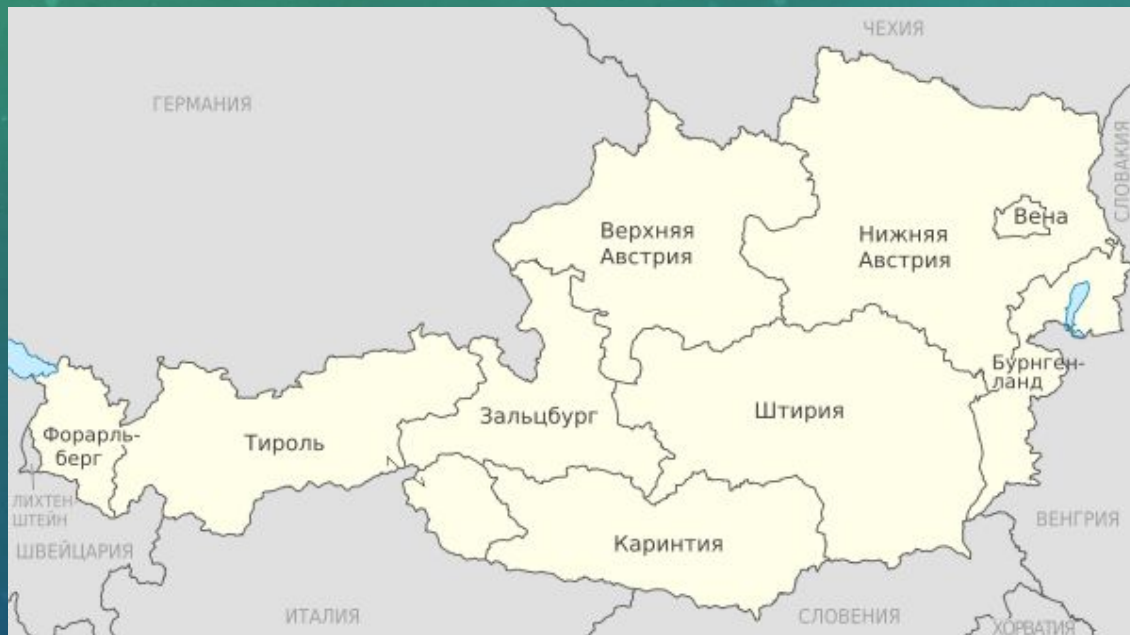 ЧЕХИЯ
ГЕРМАНИЯ
СЛОВАКИЯ
Верхняя
Австрия
Нижняя
Австрия
Вена
Бурнген-
ланд
Форарль-
берг
Тироль
Зальцбург
Штирия
ЛИХТЕН-
ШТЕЙН
ШВЕЙЦАРИЯ
Каринтия
ВЕНГРИЯ
ИТАЛИЯ
СЛОВЕНИЯ
ХОРВАТИЯ